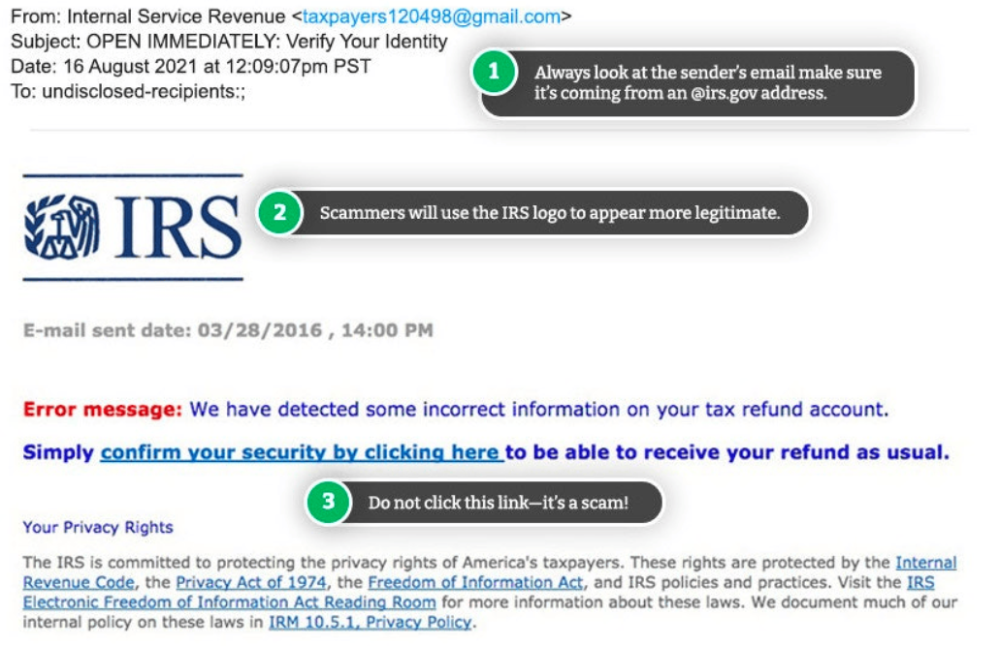 From: Internal Service Revenue <taxpayers120498@gmail.com>
Subject: OPEN IMMEDIATELY: Verify Your Identity
Date: 16 August 2021 at 12:09:07pm PST
To: undisclosed-recipients:;
1
Always look at the sender's email make sure
it's coming from an @irs.gov address.
IRS
2
Scammers will use the IRS logo to appear more legitimate.
E-mail sent date: 03/28/2016 , 14:00 PM
Error message: We have detected some incorrect information on your tax refund account.
Simply confirm your security by clicking here to be able to receive your refund as usual.
3
Do not click this link—it's a scam!
Your Privacy Rights
The IRS is committed to protecting the privacy rights of America's taxpayers. These rights are protected by the Internal
Revenue Code, the Privacy Act of 1974, the Freedom of Information Act, and IRS policies and practices. Visit the IRS
Electronic Freedom of Information Act Reading Room for more information about these laws. We document much of our
internal policy on these laws in IRM 10.5.1, Privacy Policy.